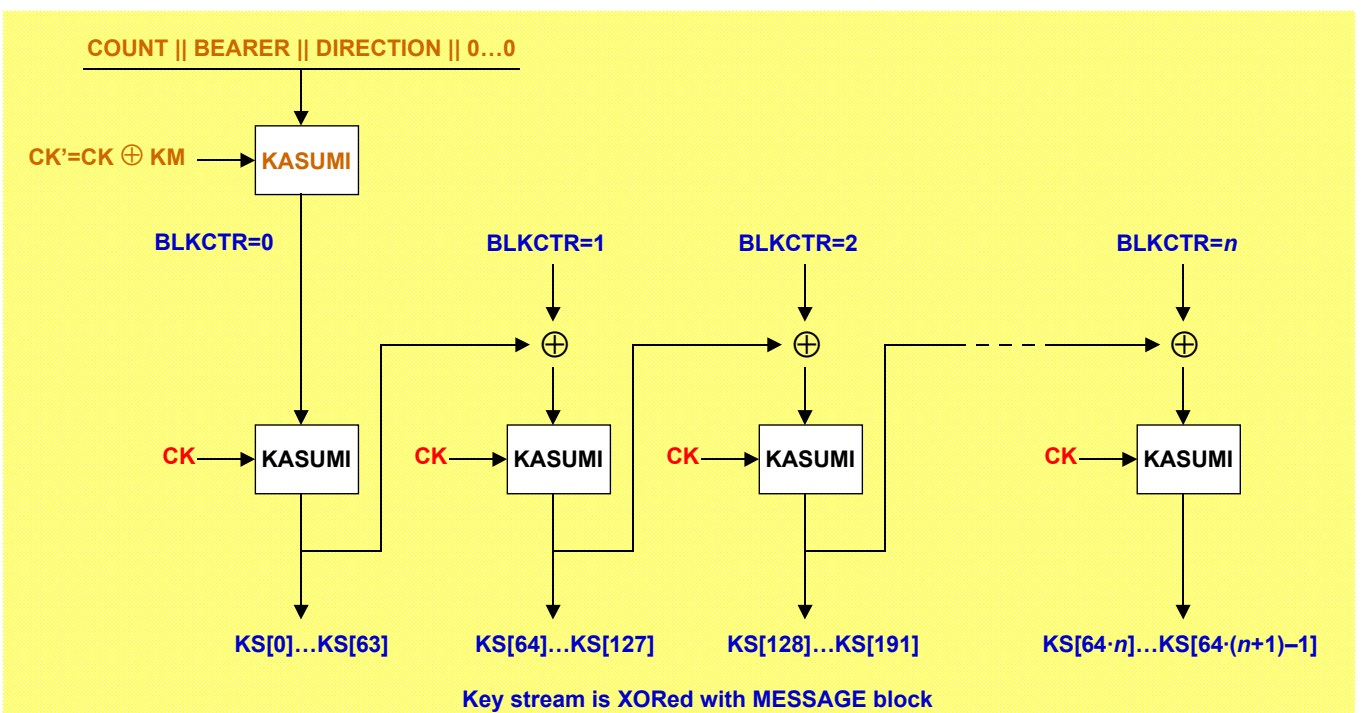 COUNT || BEARER || DIRECTION || 0…0
CK’=CK ⊕ KM
KASUMI
BLKCTR=0
BLKCTR=1
BLKCTR=2
BLKCTR=n
CK
KASUMI
CK
KASUMI
CK
KASUMI
CK
KASUMI
KS[0]…KS[63]
KS[64]…KS[127]
KS[128]…KS[191]
KS[64·n]…KS[64·(n+1)–1]
Key stream is XORed with MESSAGE block